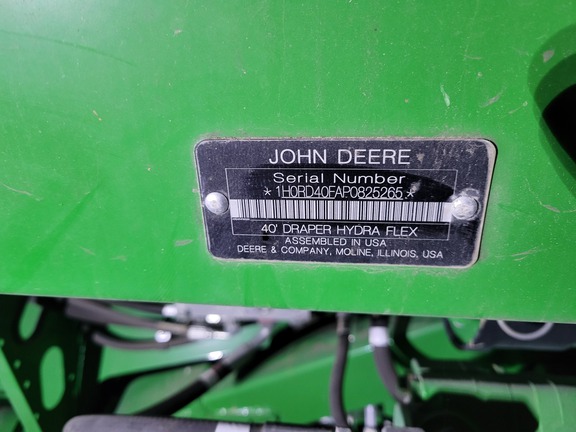 JOHN DEERE
Serial Number
*1H0RD40FAP0825265*
40' DRAPER HYDRA FLEX
ASSEMBLED IN USA
DEERE & COMPANY, MOLINE, ILLINOIS, USA